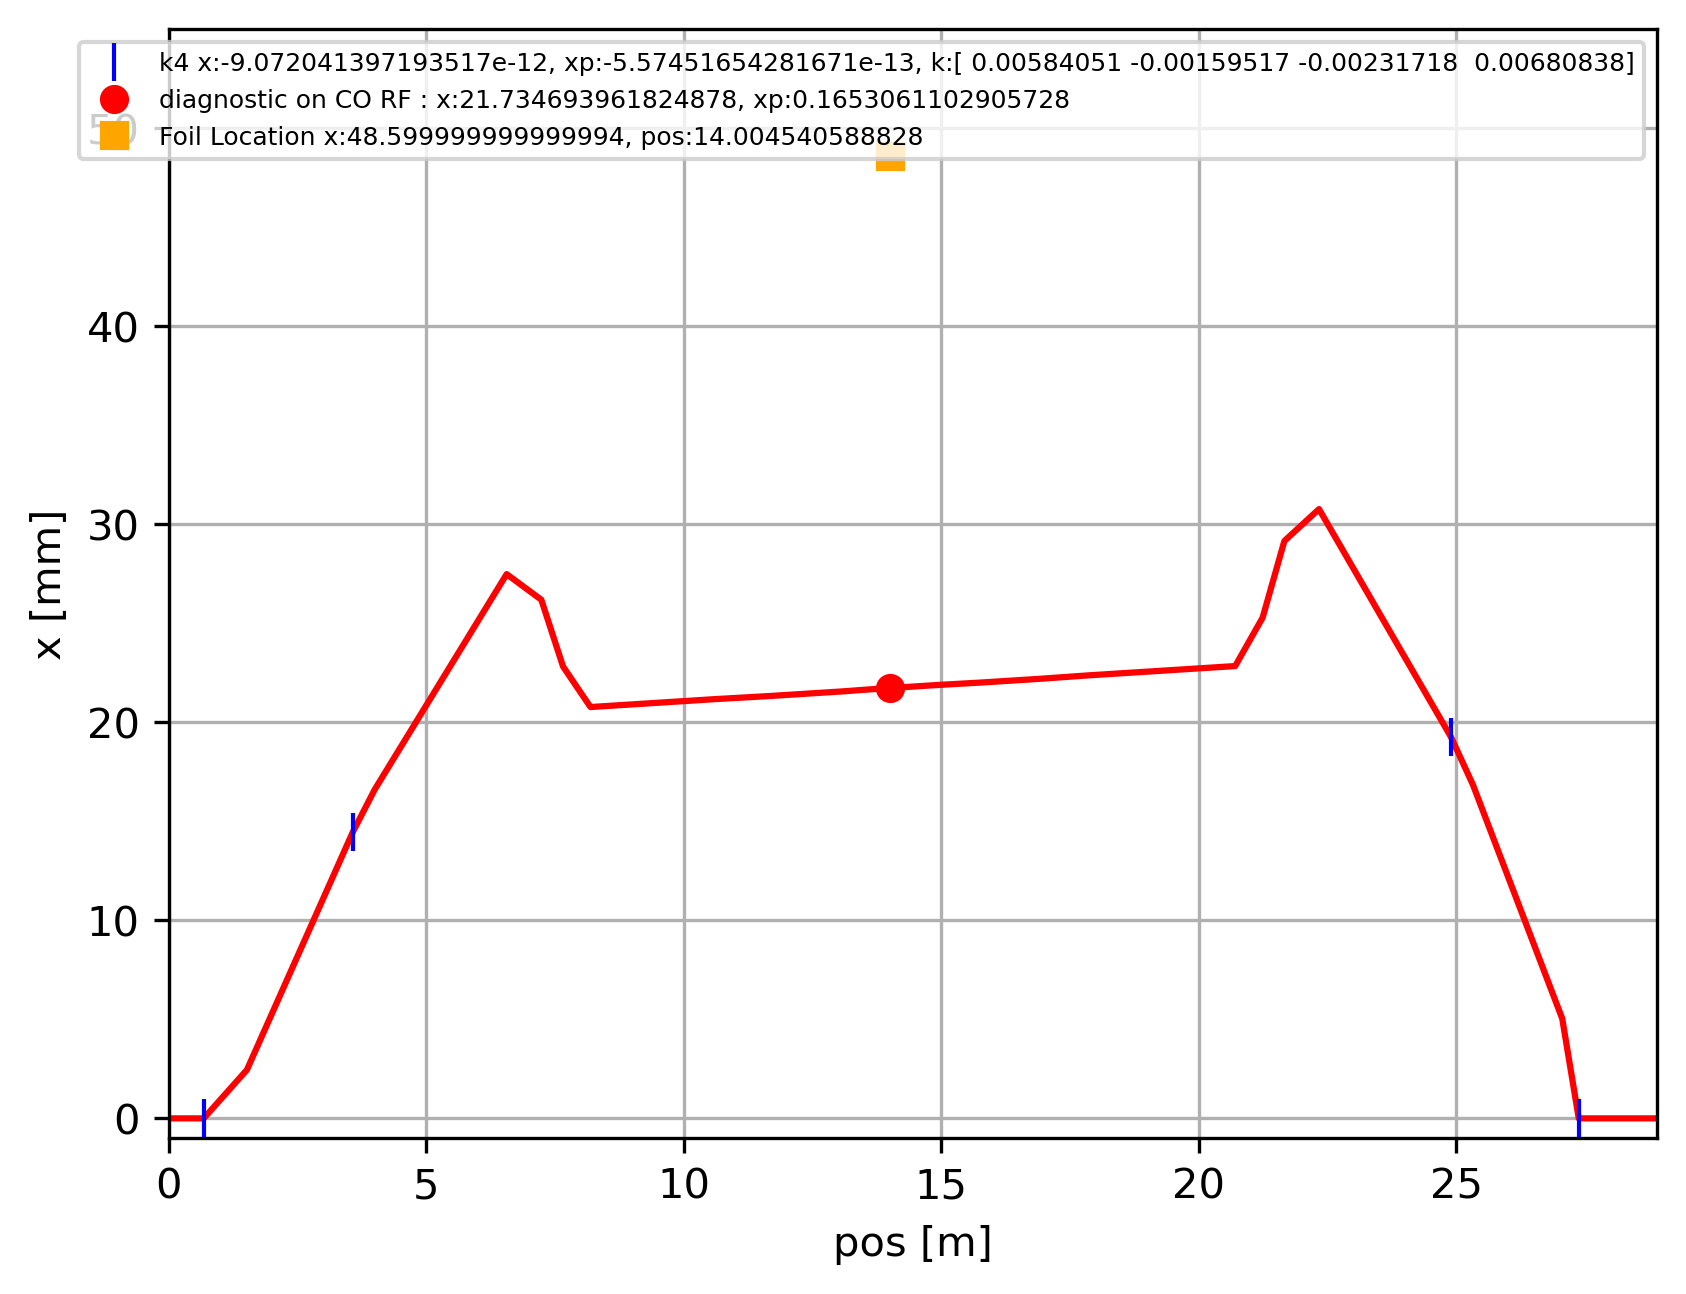 k4 x:-9.072041397193517e-12, xp:-5.57451654281671e-13, k:[ 0.00584051 -0.00159517 -0.00231718  0.00680838]
diagnostic on CO RF : x:21.734693961824878, xp:0.1653061102905728
Foil Location x:48.599999999999994, pos:14.004540588828
50
40
30
20
10
0
x [mm]
0 5 10 15 20 25
pos [m]